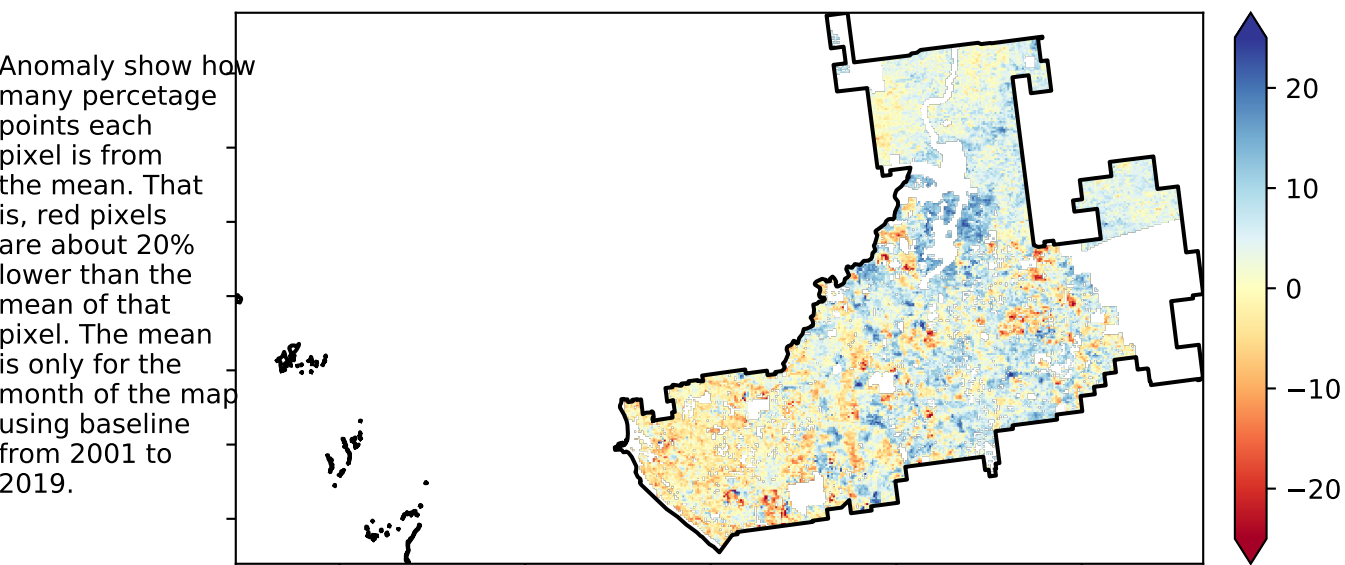 Anomaly show how
many percetage
points each
pixel is from
the mean. That
is, red pixels
are about 20%
lower than the
mean of that
pixel. The mean
is only for the
month of the map
using baseline
from 2001 to
2019.
20
10
0
−10
−20